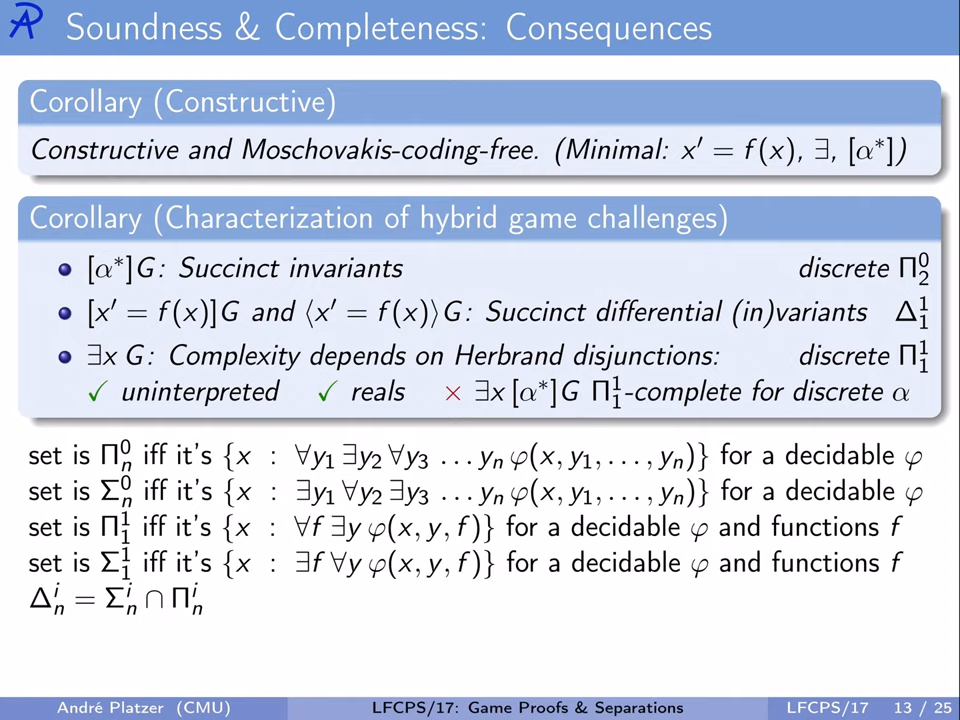 Soundness & Completeness: Consequences
Corollary (Constructive)
Constructive and Moschovakis-coding-free. (Minimal: x′ = f(x), ∃, [α*])
Corollary (Characterization of hybrid game challenges)
[α*]G: Succinct invariants discrete Π⁰₂
[x′ = f(x)]G and ⟨x′ = f(x)⟩G: Succinct differential (in)variants Δ¹₁
∃x G: Complexity depends on Herbrand disjunctions: discrete Π¹₁
✓ uninterpreted ✓ reals × ∃x [α*]G Π¹₁-complete for discrete α
set is Π⁰ₙ iff it's {x : ∀y₁ ∃y₂ ∀y₃ … yₙ φ(x, y₁, …, yₙ)} for a decidable φ
set is Σ⁰ₙ iff it's {x : ∃y₁ ∀y₂ ∃y₃ … yₙ φ(x, y₁, …, yₙ)} for a decidable φ
set is Π¹₁ iff it's {x : ∀f ∃y φ(x, y, f)} for a decidable φ and functions f
set is Σ¹₁ iff it's {x : ∃f ∀y φ(x, y, f)} for a decidable φ and functions f
Δⁱₙ = Σⁱₙ ∩ Πⁱₙ
André Platzer (CMU) LFCPS/17: Game Proofs & Separations LFCPS/17 13 / 25